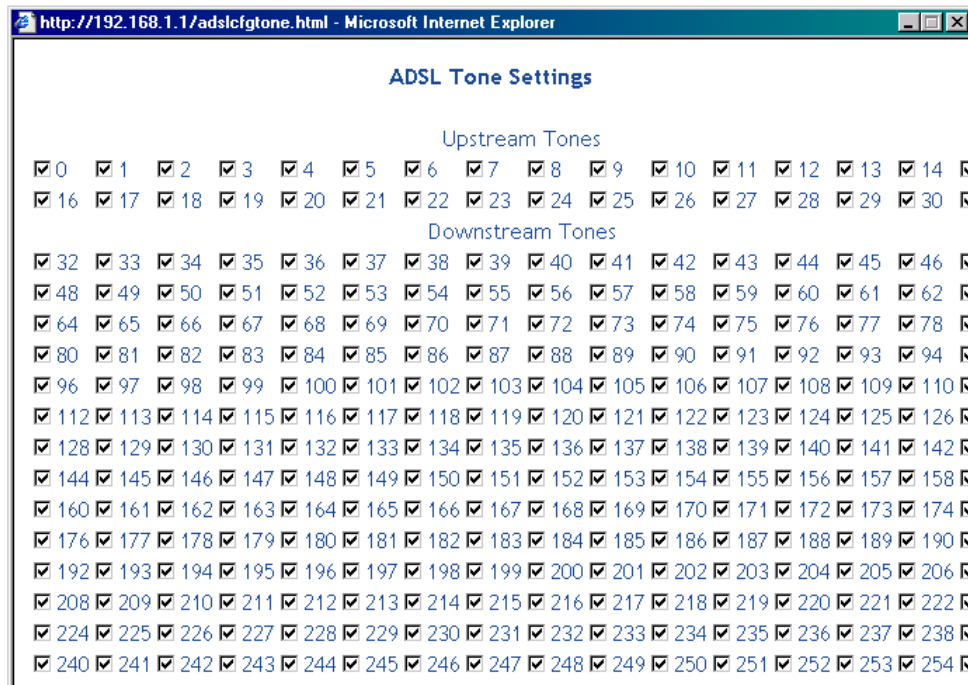 http://192.168.1.1/adslcfgtone.html - Microsoft Internet Explorer
ADSL Tone Settings
Upstream Tones
0 1 2 3 4 5 6 7 8 9 10 11 12 13 14
16 17 18 19 20 21 22 23 24 25 26 27 28 29 30
Downstream Tones
32 33 34 35 36 37 38 39 40 41 42 43 44 45 46
48 49 50 51 52 53 54 55 56 57 58 59 60 61 62
64 65 66 67 68 69 70 71 72 73 74 75 76 77 78
80 81 82 83 84 85 86 87 88 89 90 91 92 93 94
96 97 98 99 100 101 102 103 104 105 106 107 108 109 110
112 113 114 115 116 117 118 119 120 121 122 123 124 125 126
128 129 130 131 132 133 134 135 136 137 138 139 140 141 142
144 145 146 147 148 149 150 151 152 153 154 155 156 157 158
160 161 162 163 164 165 166 167 168 169 170 171 172 173 174
176 177 178 179 180 181 182 183 184 185 186 187 188 189 190
192 193 194 195 196 197 198 199 200 201 202 203 204 205 206
208 209 210 211 212 213 214 215 216 217 218 219 220 221 222
224 225 226 227 228 229 230 231 232 233 234 235 236 237 238
240 241 242 243 244 245 246 247 248 249 250 251 252 253 254